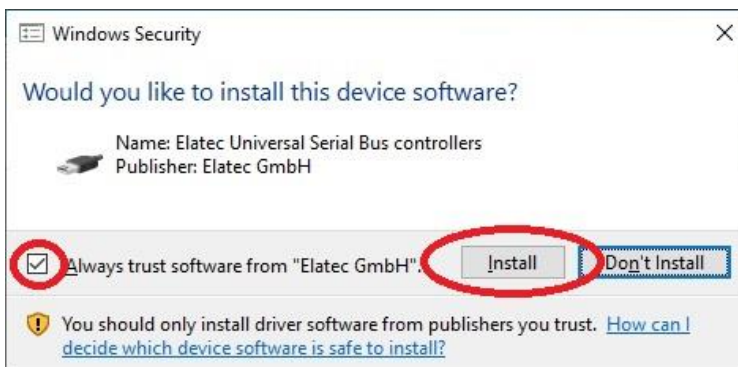 Windows Security
Would you like to install this device software?
Name: Elatec Universal Serial Bus controllers
Publisher: Elatec GmbH
Always trust software from "Elatec GmbH".
Install
Don't Install
You should only install driver software from publishers you trust. How can I
decide which device software is safe to install?